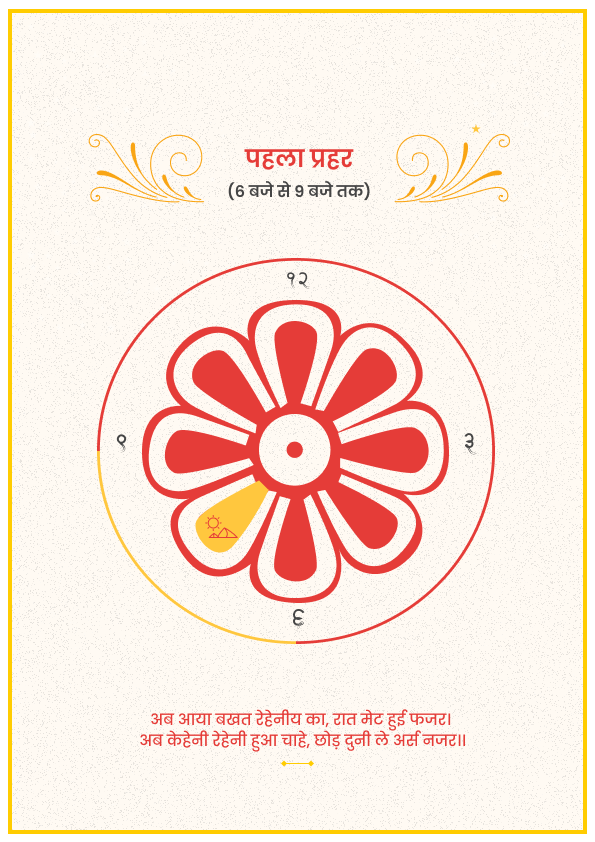 पहला प्रहर
(6 बजे से 9 बजे तक)
१२
९
३
६
अब आया बखत रेहेनीय का, रात मेट हुई फजर।
अब केहेनी रेहेनी हुआ चाहे, छोड़ दुनी ले अर्स नजर।।